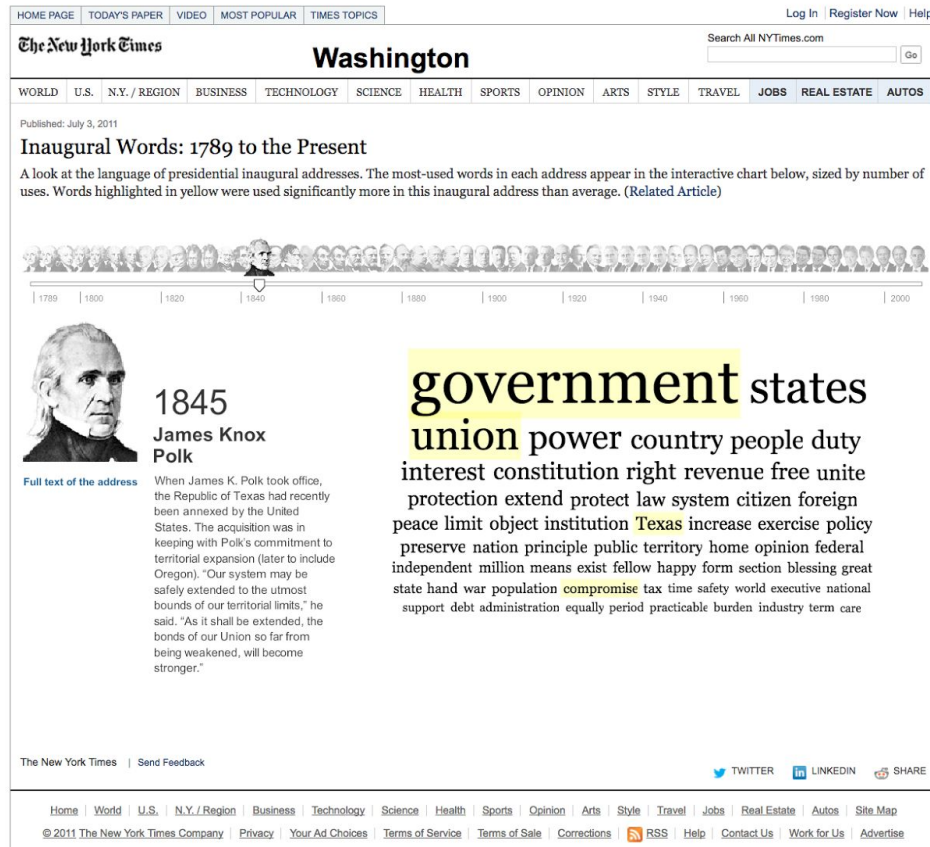 HOME PAGE TODAY'S PAPER VIDEO MOST POPULAR TIMES TOPICS
Log In Register Now Help
The New York Times
Washington
Search All NYTimes.com
Go
WORLD U.S. N.Y. / REGION BUSINESS TECHNOLOGY SCIENCE HEALTH SPORTS OPINION ARTS STYLE TRAVEL JOBS REAL ESTATE AUTOS
Published: July 3, 2011
Inaugural Words: 1789 to the Present
A look at the language of presidential inaugural addresses. The most-used words in each address appear in the interactive chart below, sized by number of
uses. Words highlighted in yellow were used significantly more in this inaugural address than average. (Related Article)
1789 1800 1820 1840 1860 1880 1900 1920 1940 1960 1980 2000
1845
James Knox
Polk
Full text of the address
When James K. Polk took office,
the Republic of Texas had recently
been annexed by the United
States. The acquisition was in
keeping with Polk's commitment to
territorial expansion (later to include
Oregon). “Our system may be
safely extended to the utmost
bounds of our territorial limits,” he
said. “As it shall be extended, the
bonds of our Union so far from
being weakened, will become
stronger.”
government states
union power country people duty
interest constitution right revenue free unite
protection extend protect law system citizen foreign
peace limit object institution Texas increase exercise policy
preserve nation principle public territory home opinion federal
independent million means exist fellow happy form section blessing great
state hand war population compromise tax time safety world executive national
support debt administration equally period practicable burden industry term care
The New York Times | Send Feedback
TWITTER LINKEDIN SHARE
Home World U.S. N.Y. / Region Business Technology Science Health Sports Opinion Arts Style Travel Jobs Real Estate Autos Site Map
© 2011 The New York Times Company Privacy Your Ad Choices Terms of Service Terms of Sale Corrections RSS Help Contact Us Work for Us Advertise